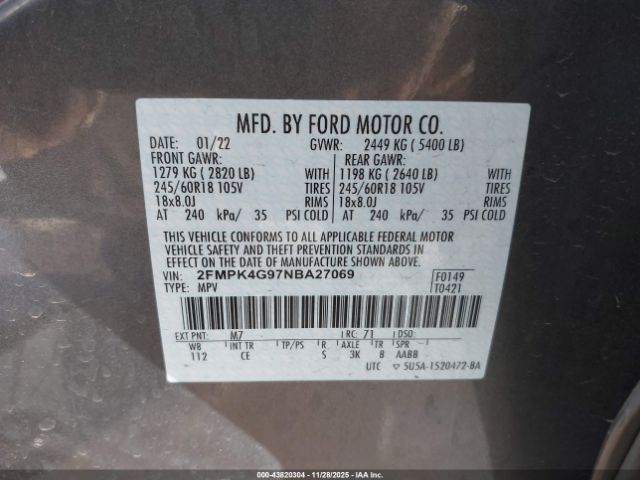 MFD. BY FORD MOTOR CO.
DATE: 01/22 GVWR: 2449 KG ( 5400 LB)
FRONT GAWR: REAR GAWR:
1279 KG ( 2820 LB) WITH 1198 KG ( 2640 LB) WITH
245/60R18 105V TIRES 245/60R18 105V TIRES
18x8.0J RIMS 18x8.0J RIMS
AT 240 kPa/ 35 PSI COLD AT 240 kPa/ 35 PSI COLD
THIS VEHICLE CONFORMS TO ALL APPLICABLE FEDERAL MOTOR
VEHICLE SAFETY AND THEFT PREVENTION STANDARDS IN
EFFECT ON THE DATE OF MANUFACTURE SHOWN ABOVE.
VIN: 2FMPK4G97NBA27069 F0149
TYPE: MPV T0421
EXT PNT: M7 RC: 71 DSO:
WB INT TR TP/PS R AXLE TR SPR
112 CE S 3K 8 AABB
UTC ▽ 5U5A-1520472-BA
000-43820304 | 11/28/2025 | IAAI.COM